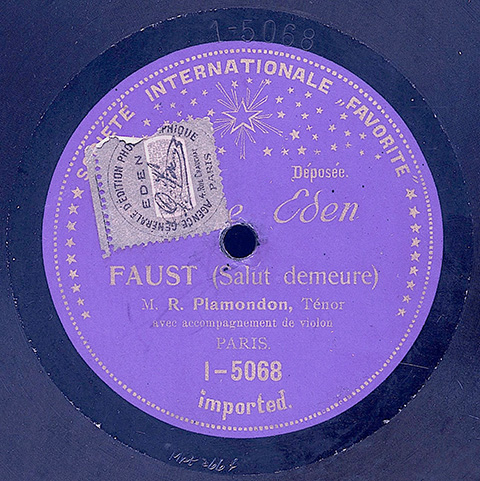 1-5068
SOCIÉTÉ INTERNATIONALE „FAVORITE"
Déposée.
Eden
AGENCE GÉNÉRALE D'ÉDITION PHONIQUE
EDEN
PARIS
FAUST (Salut demeure)
M. R. Plamondon, Ténor
avec accompagnement de violon
PARIS.
1-5068
imported.